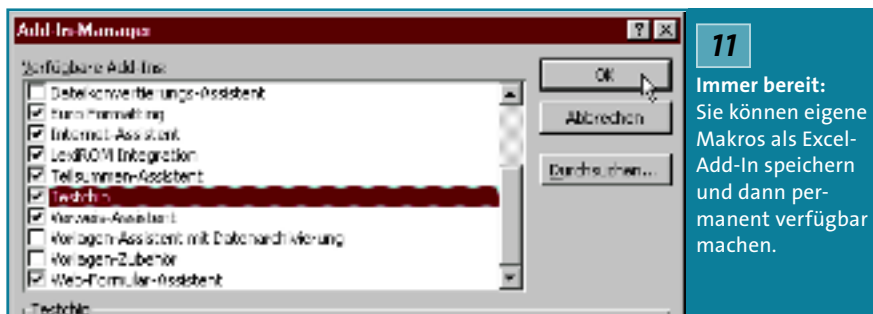 Add-In-Manager
Verfügbare Add-Ins:
Dateikonvertierungs-Assistent
Euro Formatting
Internet-Assistent
LexiROM Integration
Teilsummen-Assistent
Testchip
Verweis-Assistent
Vorlagen-Assistent mit Datenarchivierung
Vorlagen-Zubehör
Web-Formular-Assistent
Testchip
OK
Abbrechen
Durchsuchen...
11
Immer bereit:
Sie können eigene
Makros als Excel-
Add-In speichern
und dann per-
manent verfügbar
machen.